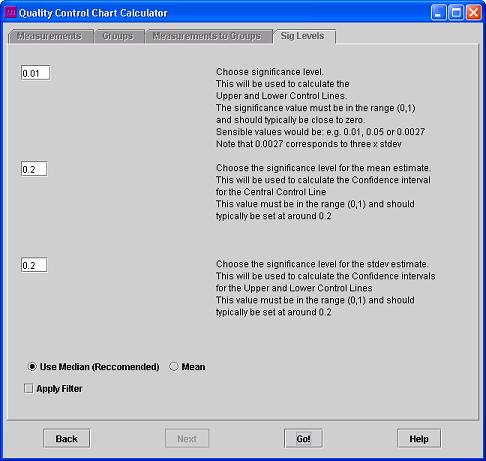 Quality Control Chart Calculator
Measurements Groups Measurements to Groups Sig Levels
0.01
Choose significance level.
This will be used to calculate the
Upper and Lower Control Lines.
The significance value must be in the range (0,1)
and should typically be close to zero.
Sensible values would be: e.g. 0.01, 0.05 or 0.0027
Note that 0.0027 corresponds to three x stdev
0.2
Choose the significance level for the mean estimate.
This will be used to calculate the Confidence interval
for the Central Control Line
This value must be in the range (0,1) and should
typically be set at around 0.2
0.2
Choose the significance level for the stdev estimate.
This will be used to calculate the Confidence intervals
for the Upper and Lower Control Lines
This value must be in the range (0,1) and should
typically be set at around 0.2
Use Median (Reccomended) Mean
Apply Filter
Back Next Go! Help